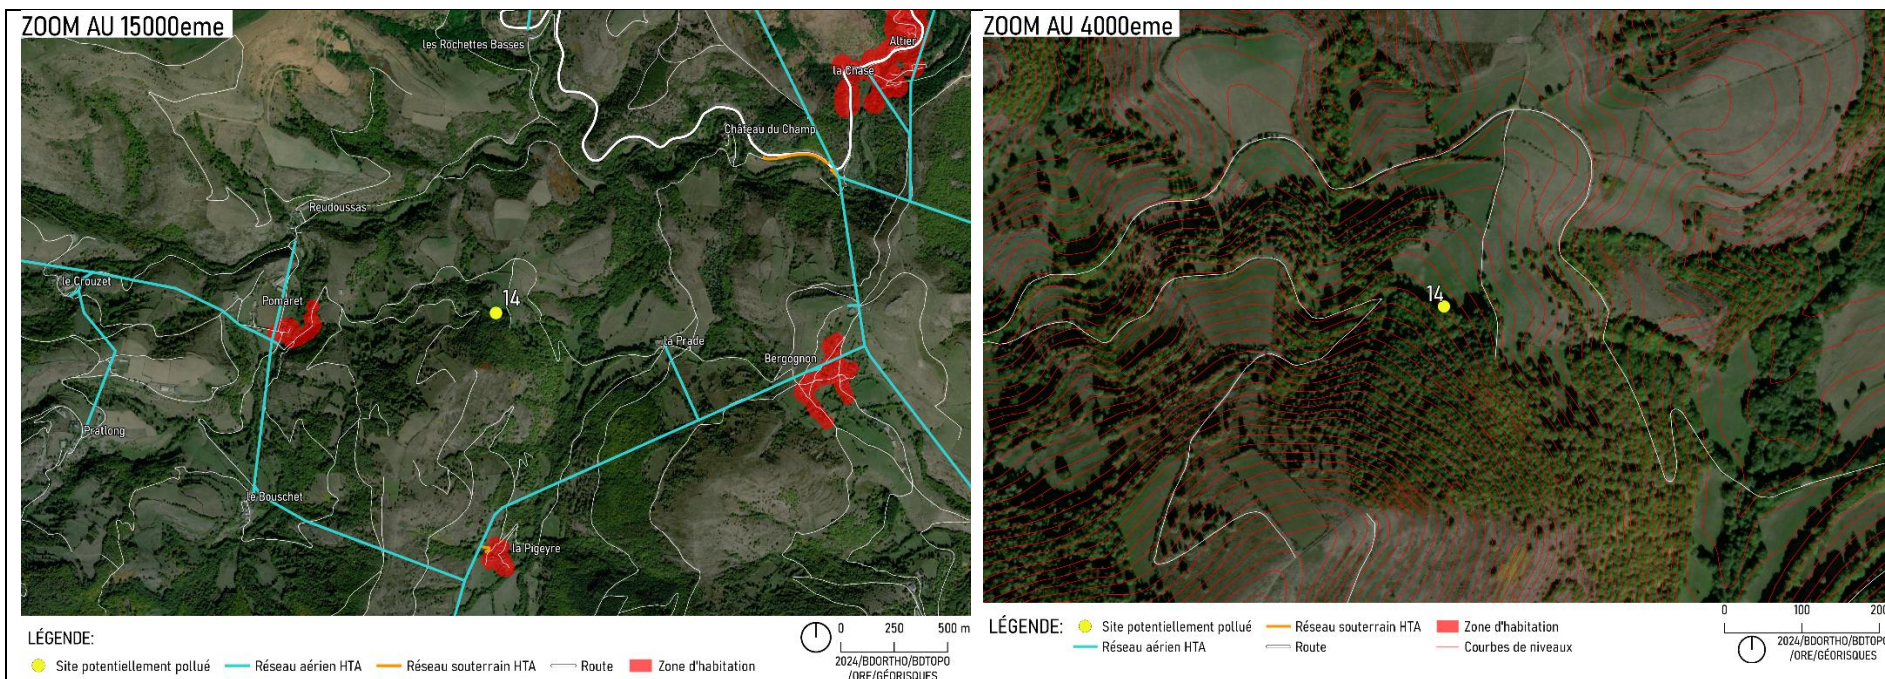 ZOOM AU 15000eme
les Rochettes Basses
Altier
la Chase
Château du Champ
Reudoussas
le Crouzet
Pomaret
14
la Prade
Bergognon
Pratlong
le Bouschet
la Pigeyre
LÉGENDE:
Site potentiellement pollué
Réseau aérien HTA
Réseau souterrain HTA
Route
Zone d'habitation
0 250 500 m
2024/BDORTHO/BDTOPO
/ORE/GÉORISQUES
ZOOM AU 4000eme
14
LÉGENDE:
Site potentiellement pollué
Réseau souterrain HTA
Zone d'habitation
Réseau aérien HTA
Route
Courbes de niveaux
0 100 200
2024/BDORTHO/BDTOPO
/ORE/GÉORISQUES